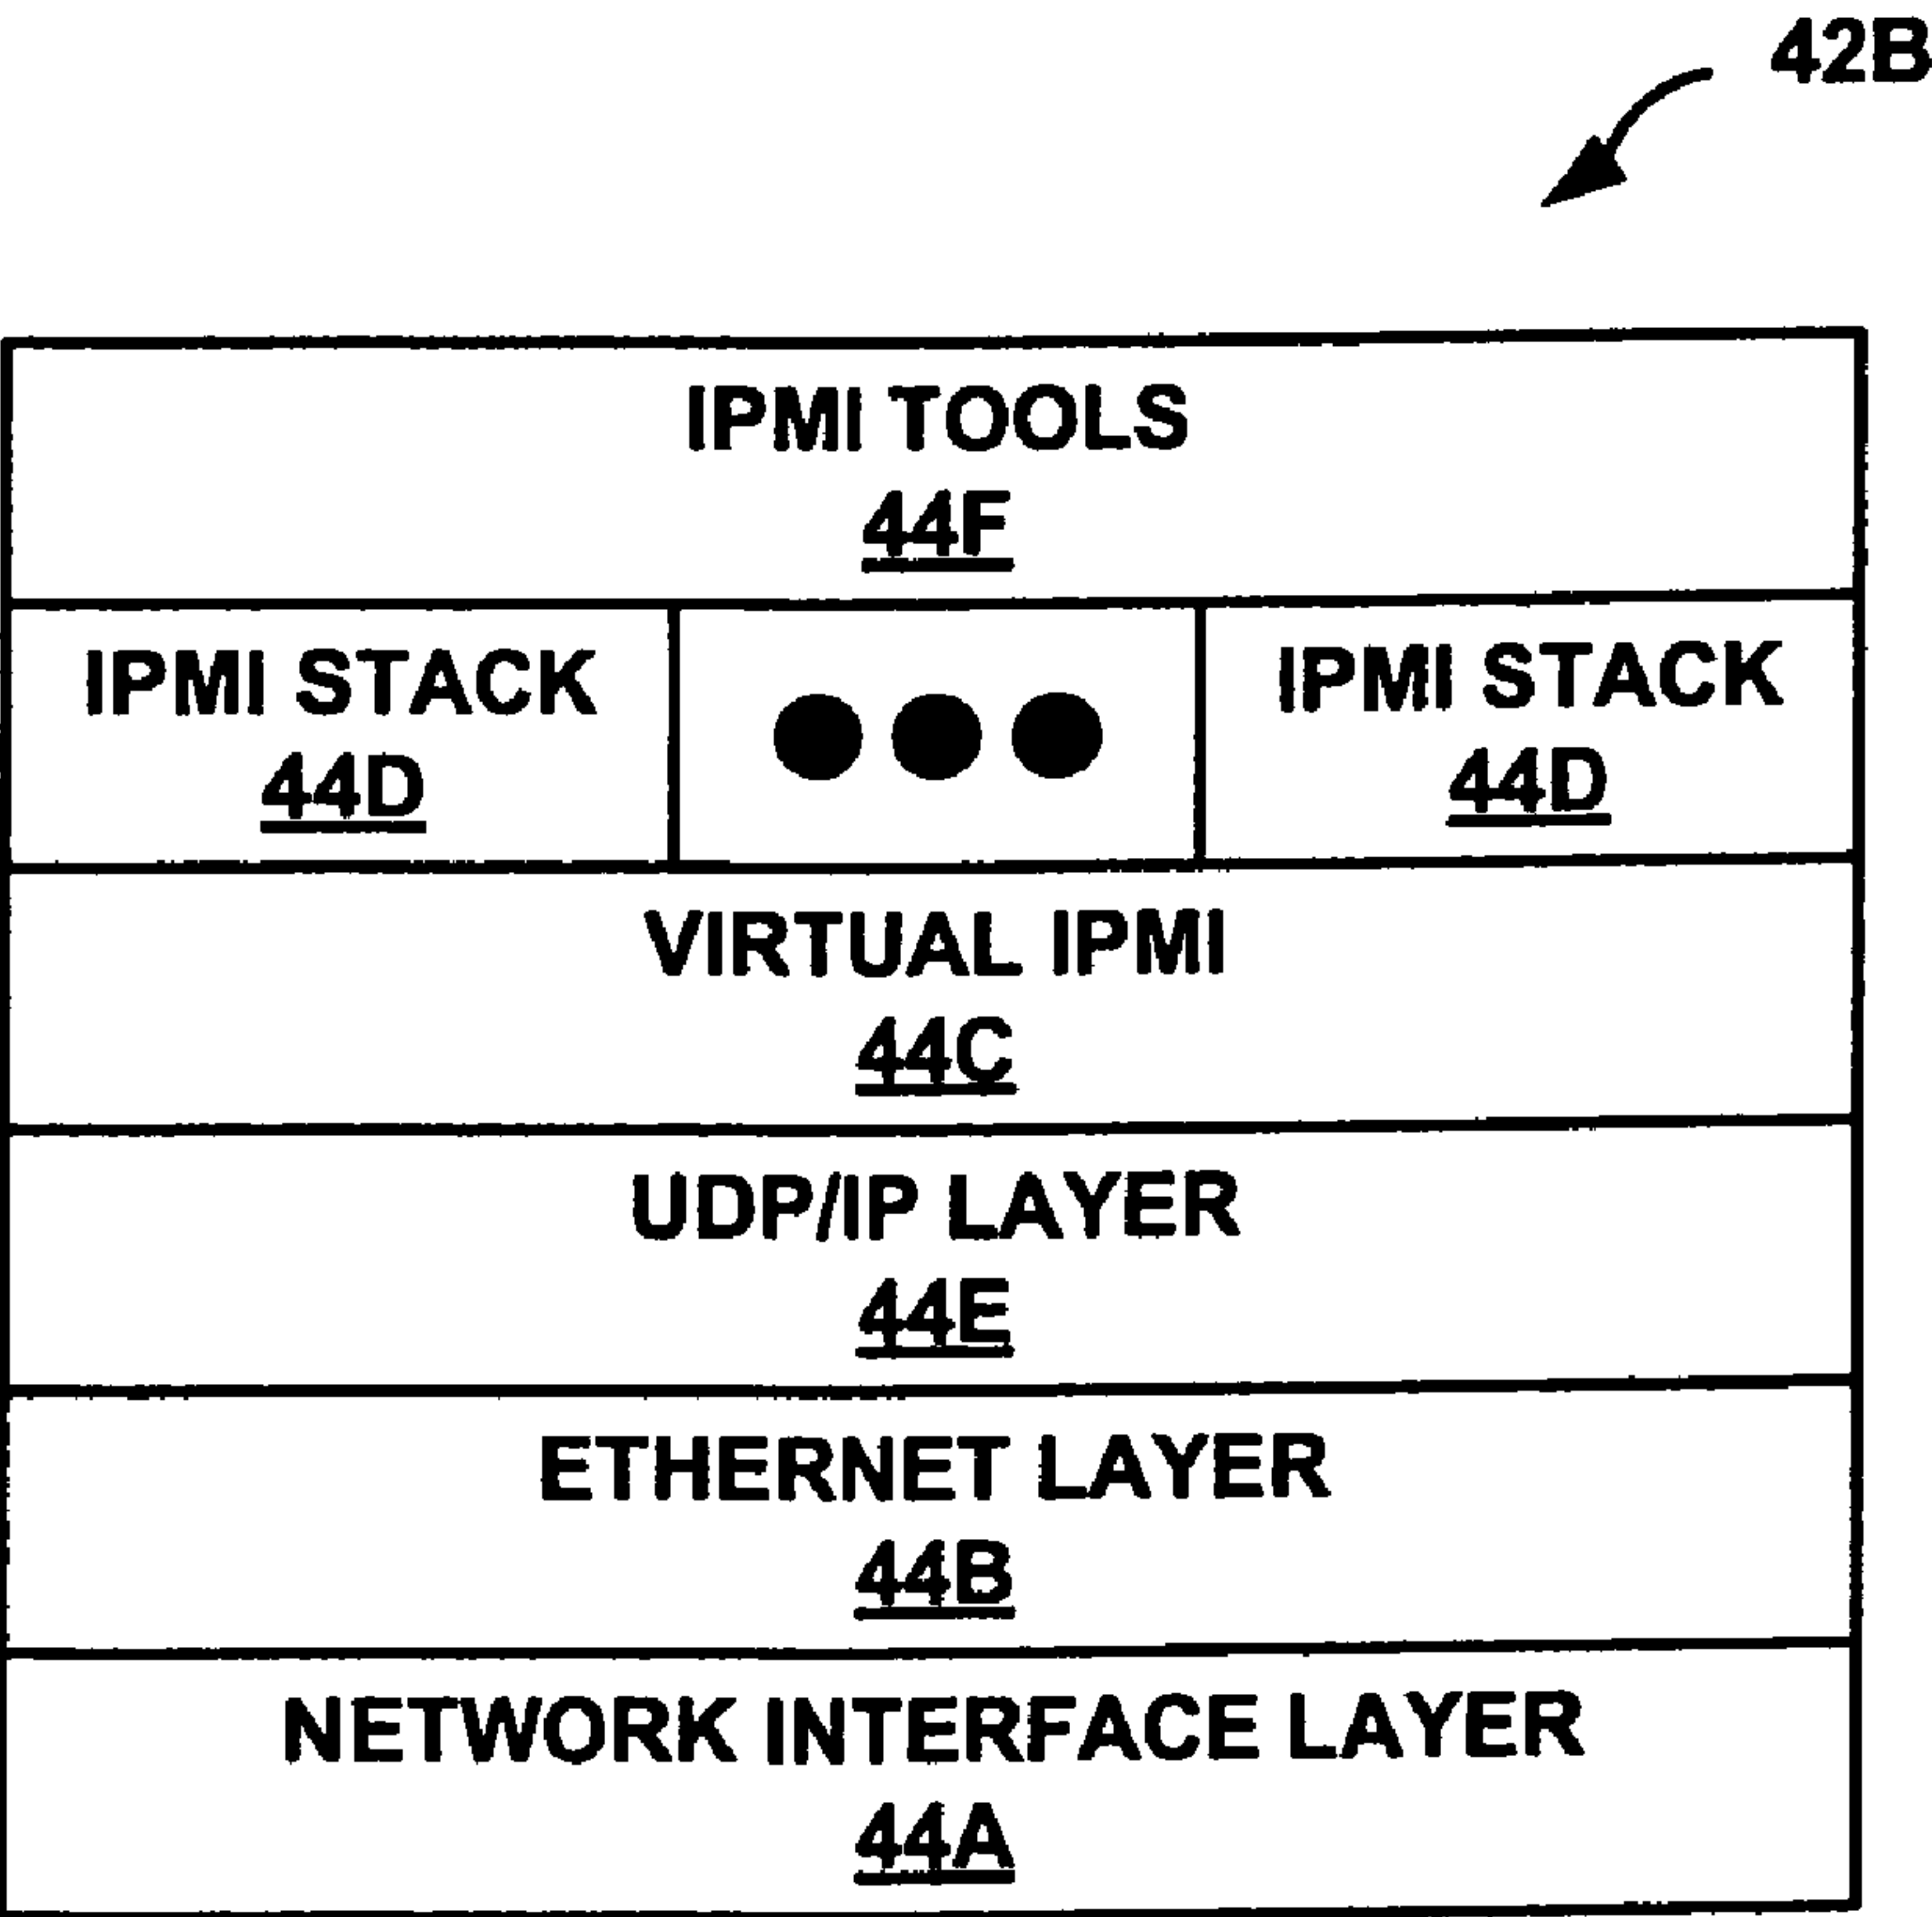 42B
IPMI TOOLS
44F
IPMI STACK
44D
IPMI STACK
44D
VIRTUAL IPMI
44C
UDP/IP LAYER
44E
ETHERNET LAYER
44B
NETWORK INTERFACE LAYER
44A